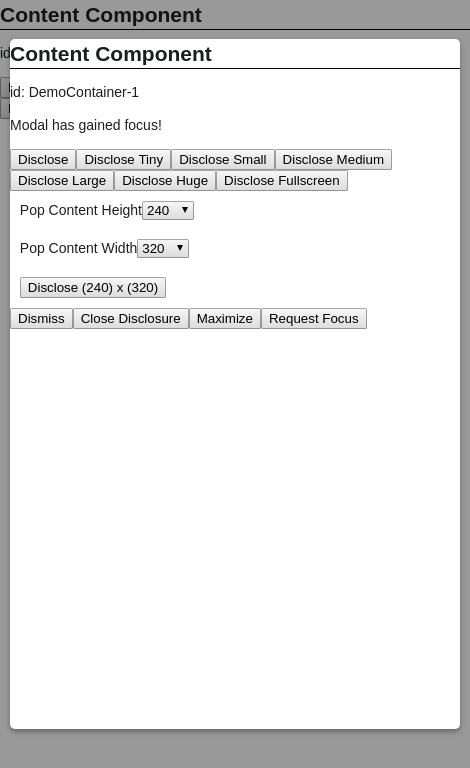 Content Component
id
Content Component
id: DemoContainer-1
Modal has gained focus!
Disclose Disclose Tiny Disclose Small Disclose Medium
Disclose Large Disclose Huge Disclose Fullscreen
Pop Content Height 240
Pop Content Width 320
Disclose (240) x (320)
Dismiss Close Disclosure Maximize Request Focus